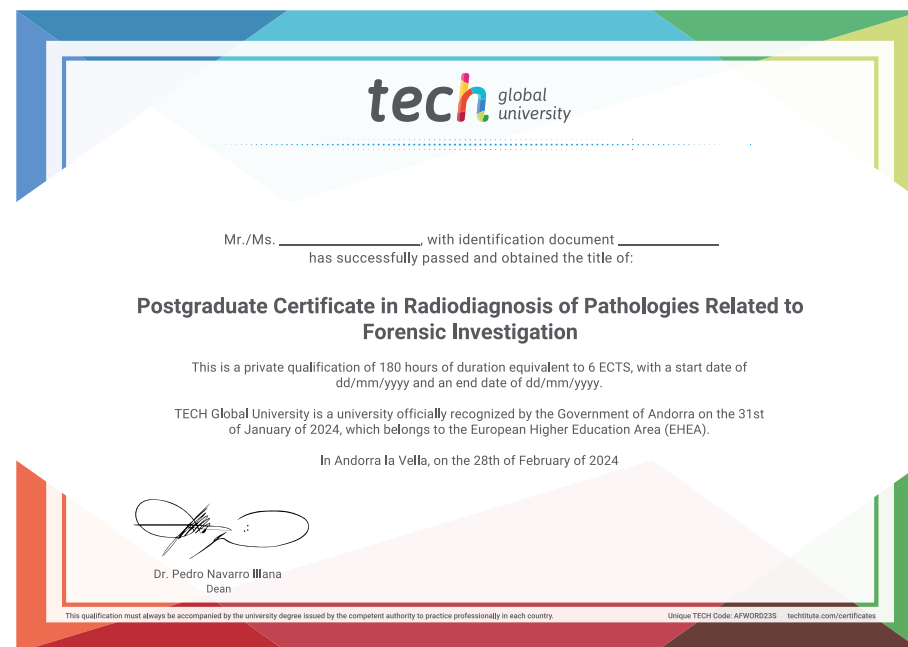 tech global university
Mr./Ms. ____________________, with identification document ______________
has successfully passed and obtained the title of:
Postgraduate Certificate in Radiodiagnosis of Pathologies Related to
Forensic Investigation
This is a private qualification of 180 hours of duration equivalent to 6 ECTS, with a start date of
dd/mm/yyyy and an end date of dd/mm/yyyy.
TECH Global University is a university officially recognized by the Government of Andorra on the 31st
of January of 2024, which belongs to the European Higher Education Area (EHEA).
In Andorra la Vella, on the 28th of February of 2024
Dr. Pedro Navarro Illana
Dean
This qualification must always be accompanied by the university degree issued by the competent authority to practice professionally in each country.
Unique TECH Code: AFWORD23S techtitute.com/certificates